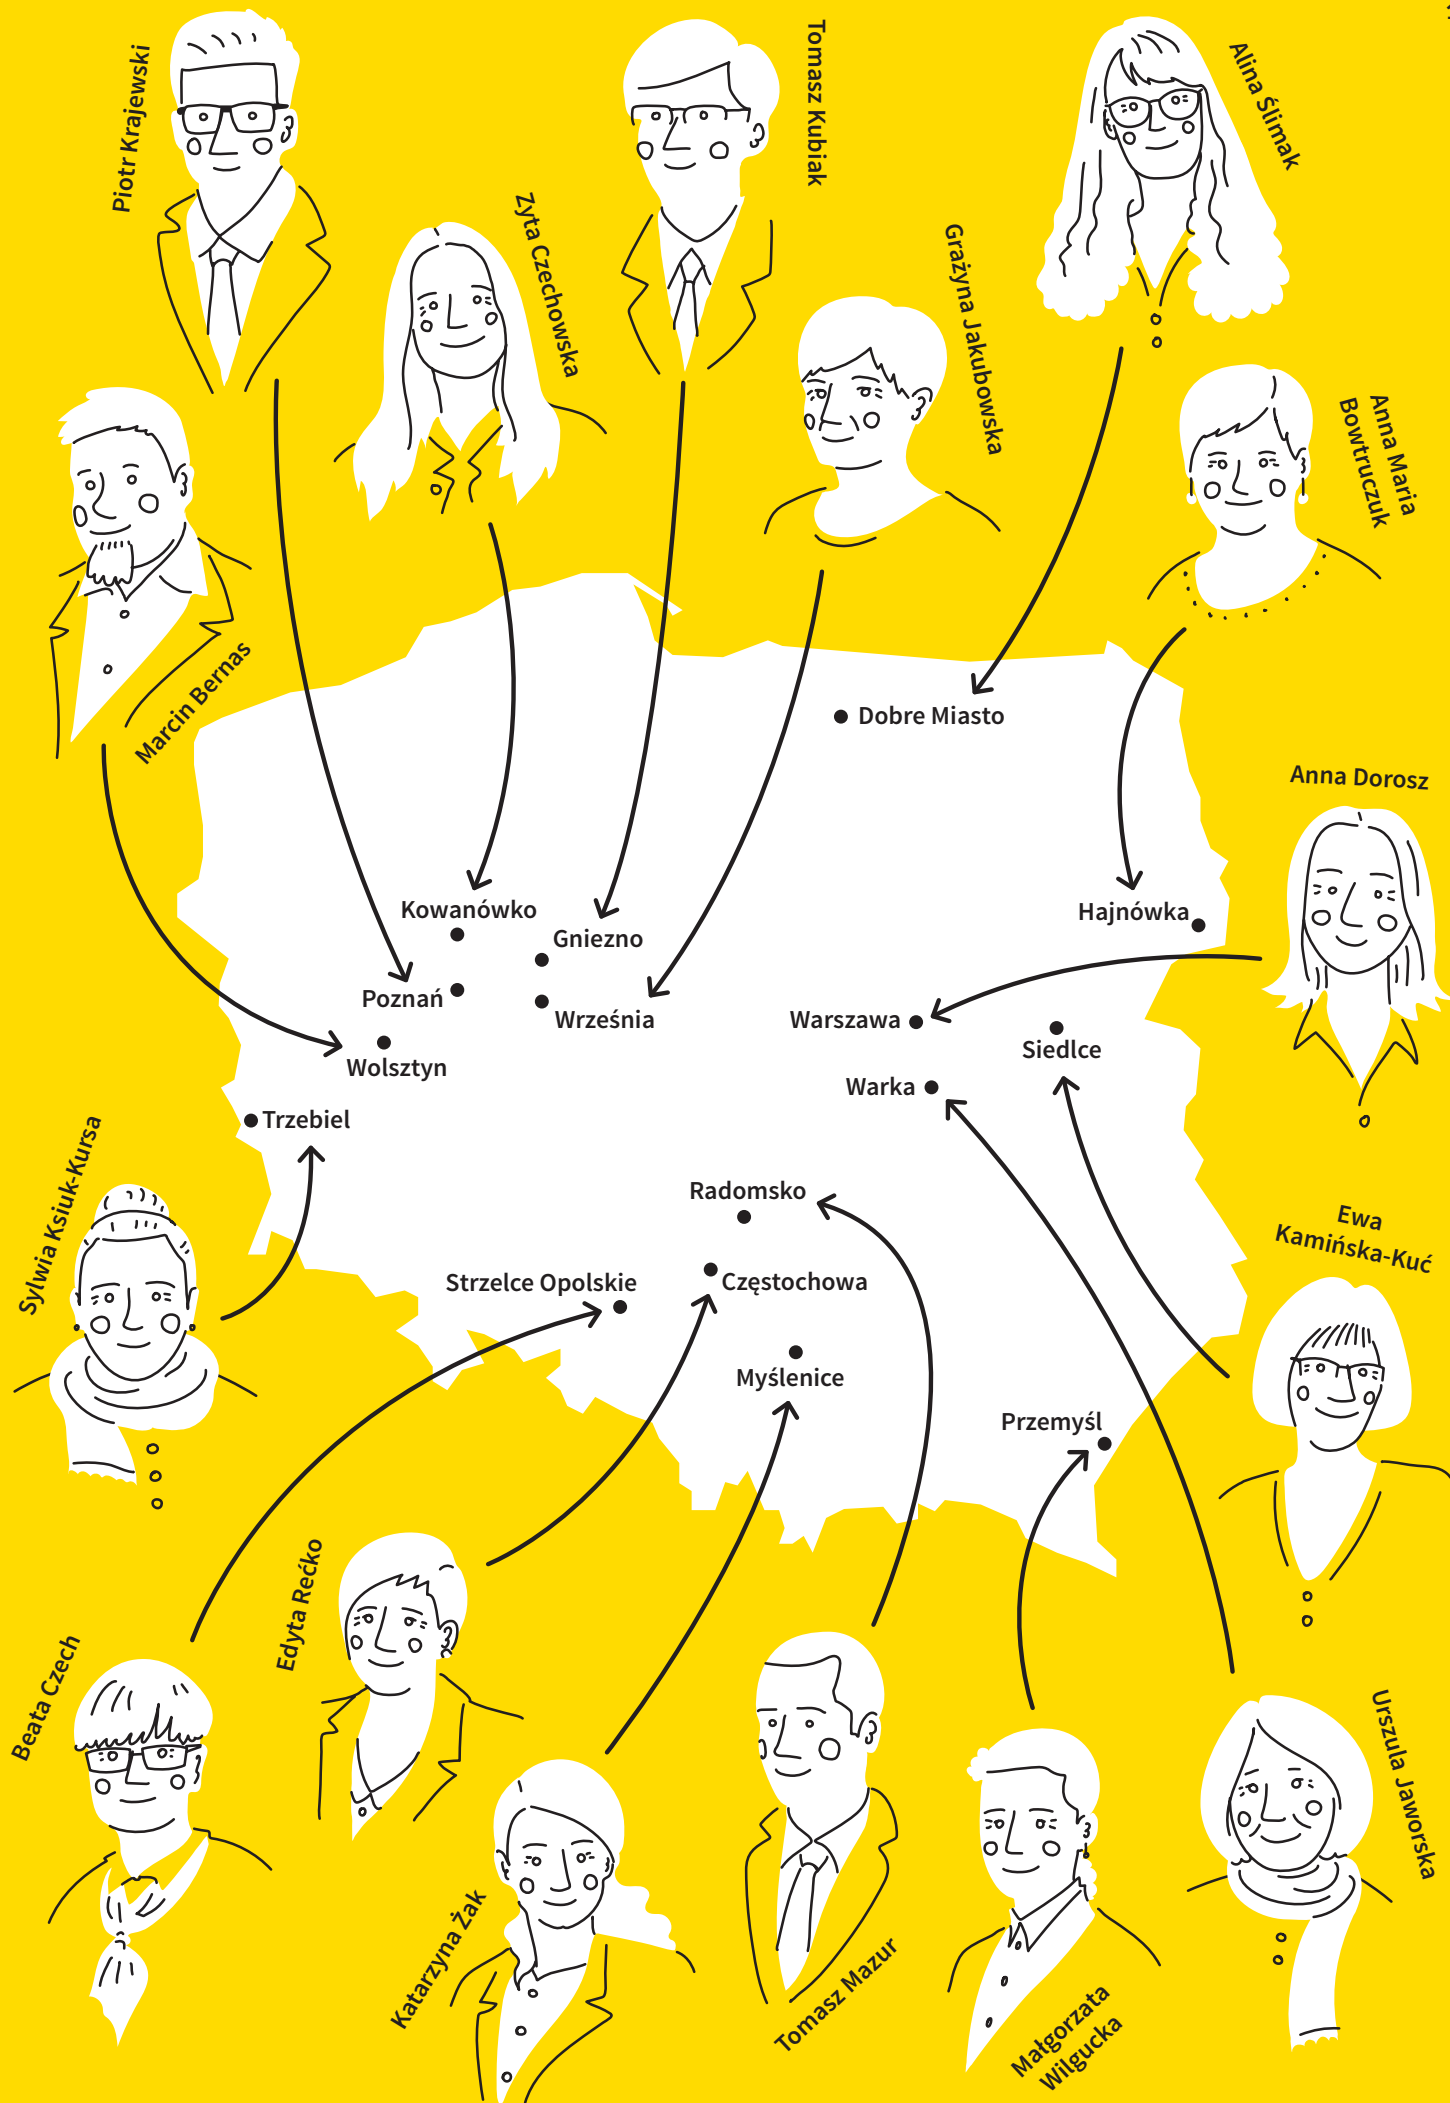 Piotr Krajewski
Tomasz Kubiak
Alina Ślimak
Zyta Czechowska
Grażyna Jakubowska
Anna Maria
Bowtruczuk
Marcin Bernas
Dobre Miasto
Anna Dorosz
Kowanówko
Hajnówka
Gniezno
Poznań
Września
Warszawa
Siedlce
Wolsztyn
Warka
Trzebiel
Sylwia Ksiuk-Kursa
Radomsko
Ewa
Kamińska-Kuć
Strzelce Opolskie
Częstochowa
Myślenice
Przemyśl
Edyta Rećko
Beata Czech
Urszula Jaworska
Katarzyna Żak
Tomasz Mazur
Małgorzata
Wilgucka